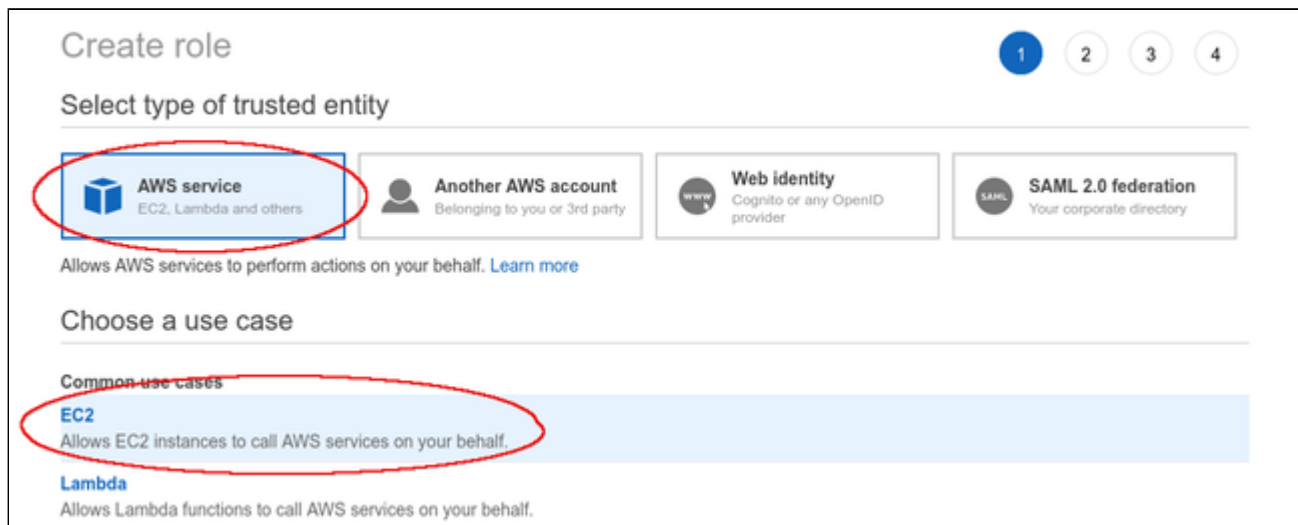 Create role
1 2 3 4
Select type of trusted entity
AWS service
EC2, Lambda and others
Another AWS account
Belonging to you or 3rd party
www
Web identity
Cognito or any OpenID
provider
SAML
SAML 2.0 federation
Your corporate directory
Allows AWS services to perform actions on your behalf. Learn more
Choose a use case
Common use cases
EC2
Allows EC2 instances to call AWS services on your behalf.
Lambda
Allows Lambda functions to call AWS services on your behalf.